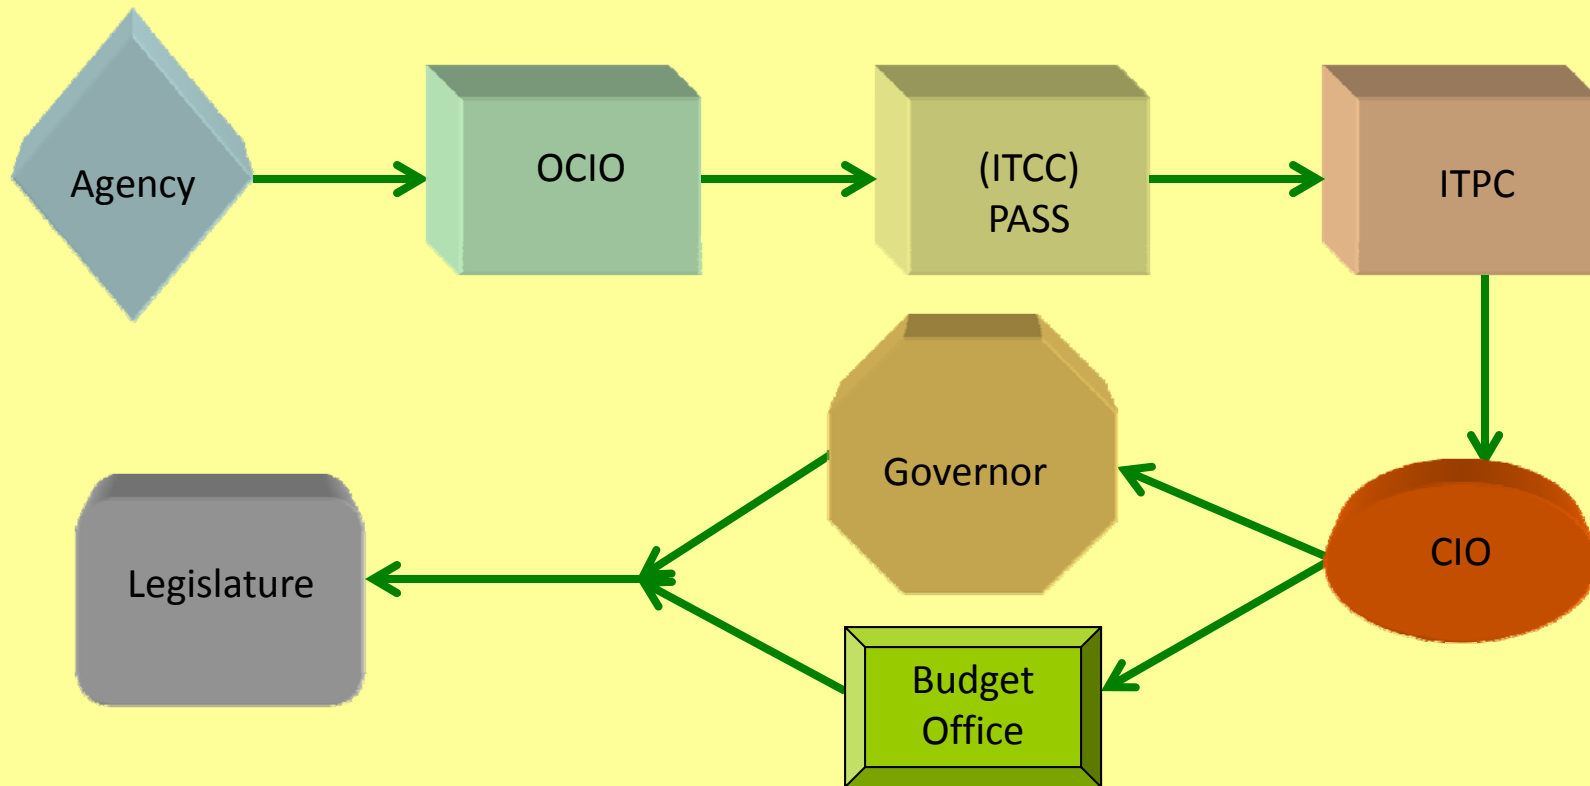 Agency
OCIO
(ITCC)
PASS
ITPC
Governor
CIO
Legislature
Budget
Office